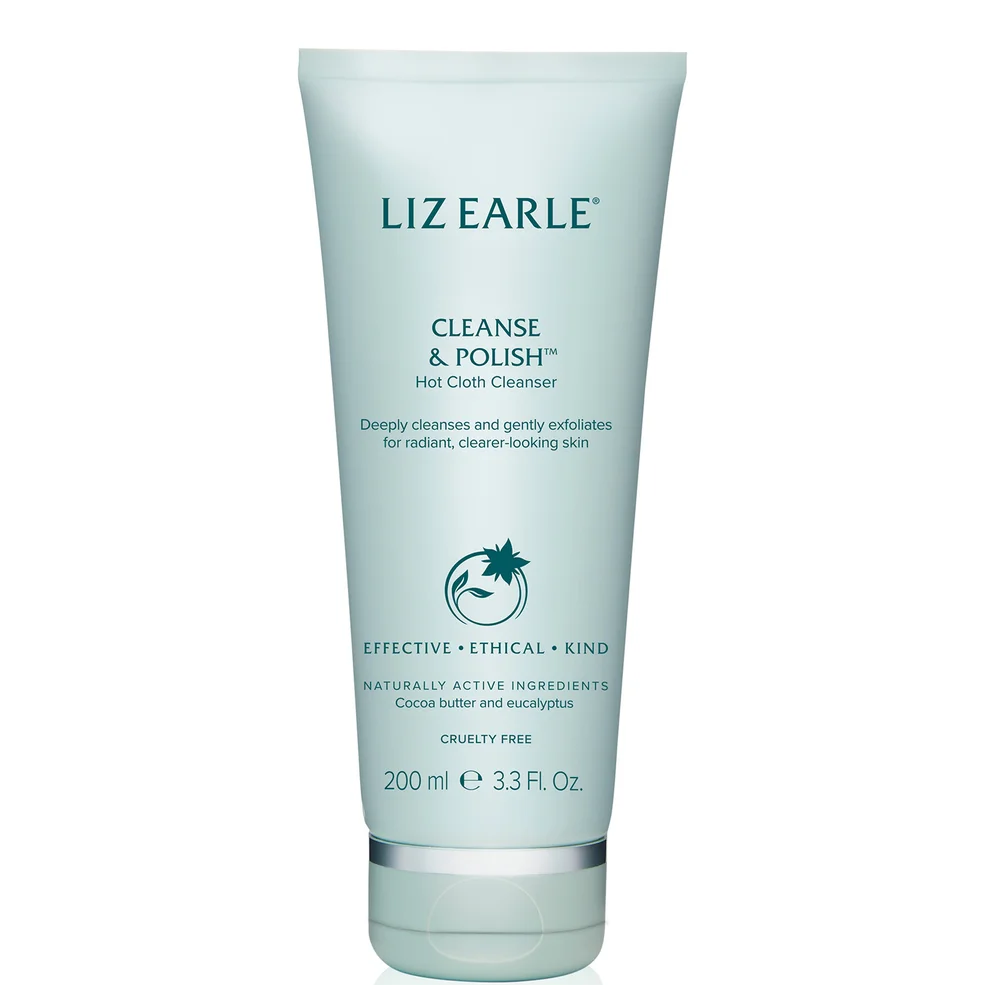 LIZ EARLE®
CLEANSE
& POLISH™
Hot Cloth Cleanser
Deeply cleanses and gently exfoliates
for radiant, clearer-looking skin
EFFECTIVE • ETHICAL • KIND
NATURALLY ACTIVE INGREDIENTS
Cocoa butter and eucalyptus
CRUELTY FREE
200 ml ℮ 3.3 Fl. Oz.